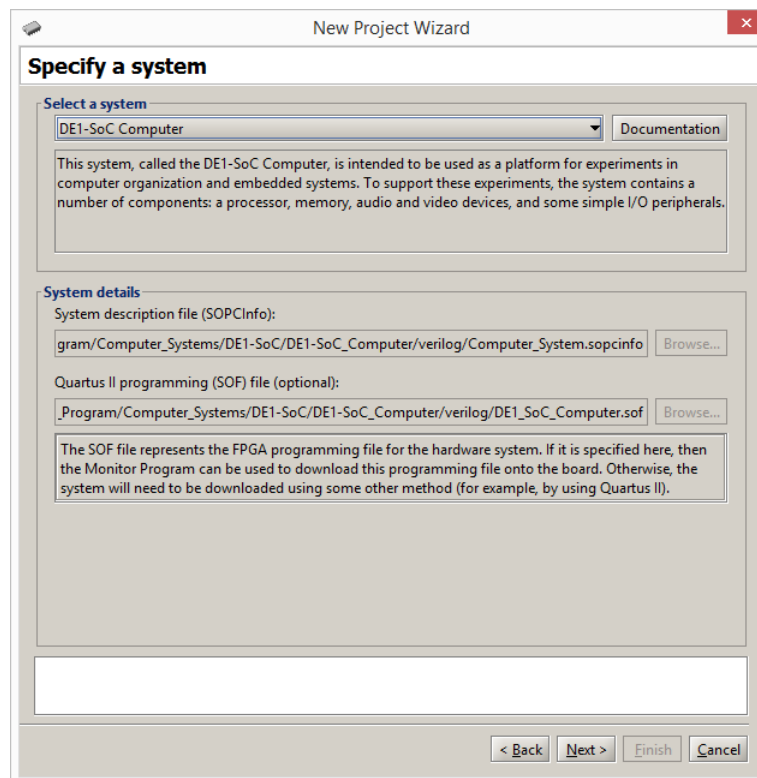 New Project Wizard
Specify a system
Select a system
DE1-SoC Computer
Documentation
This system, called the DE1-SoC Computer, is intended to be used as a platform for experiments in
computer organization and embedded systems. To support these experiments, the system contains a
number of components: a processor, memory, audio and video devices, and some simple I/O peripherals.
System details
System description file (SOPCInfo):
gram/Computer_Systems/DE1-SoC/DE1-SoC_Computer/verilog/Computer_System.sopcinfo
Browse...
Quartus II programming (SOF) file (optional):
_Program/Computer_Systems/DE1-SoC/DE1-SoC_Computer/verilog/DE1_SoC_Computer.sof
Browse...
The SOF file represents the FPGA programming file for the hardware system. If it is specified here, then
the Monitor Program can be used to download this programming file onto the board. Otherwise, the
system will need to be downloaded using some other method (for example, by using Quartus II).
< Back
Next >
Finish
Cancel